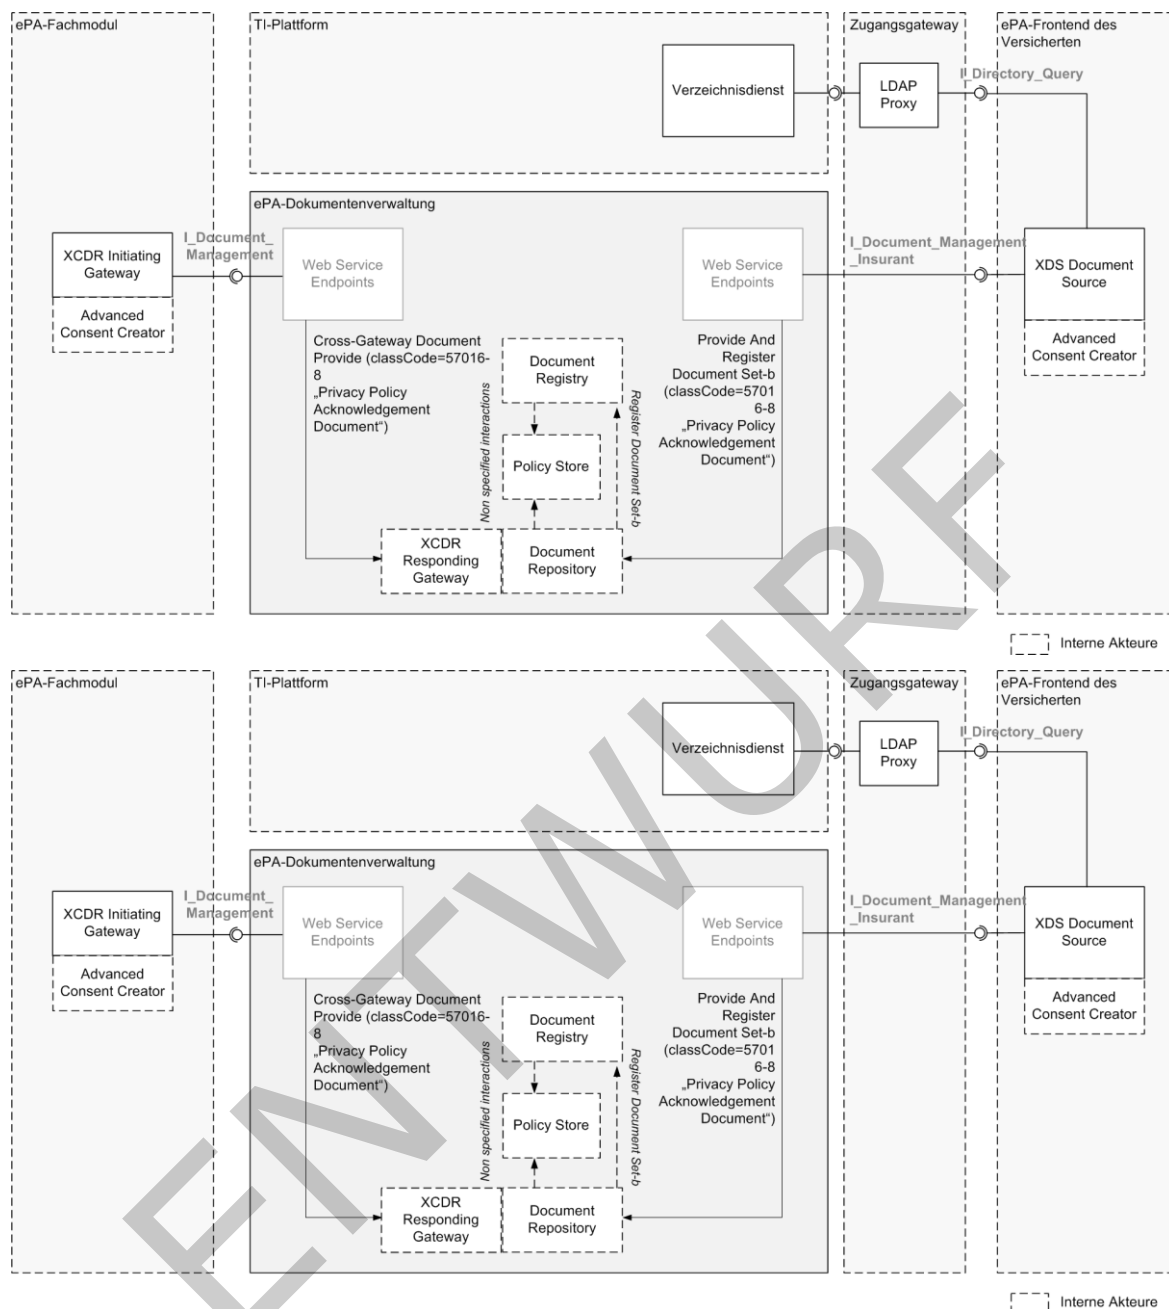 ePA-Fachmodul
TI-Plattform
Zugangsgateway
ePA-Frontend des
Versicherten
Verzeichnisdienst
LDAP
Proxy
I_Directory_Query
ePA-Dokumentenverwaltung
XCDR Initiating
Gateway
Advanced
Consent Creator
I_Document_
Management
Web Service
Endpoints
Web Service
Endpoints
I_Document_Management
_Insurant
XDS Document
Source
Advanced
Consent Creator
Cross-Gateway Document
Provide (classCode=57016-
8
„Privacy Policy
Acknowledgement
Document“)
Non specified interactions
Document
Registry
Policy Store
Register Document Set-b
Provide And
Register
Document Set-b
(classCode=5701
6-8
„Privacy Policy
Acknowledgement
Document“)
XCDR
Responding
Gateway
Document
Repository
Interne Akteure
ePA-Fachmodul
TI-Plattform
Zugangsgateway
ePA-Frontend des
Versicherten
Verzeichnisdienst
LDAP
Proxy
I_Directory_Query
ePA-Dokumentenverwaltung
XCDR Initiating
Gateway
Advanced
Consent Creator
I_Document_
Management
Web Service
Endpoints
Web Service
Endpoints
I_Document_Management
_Insurant
XDS Document
Source
Advanced
Consent Creator
Cross-Gateway Document
Provide (classCode=57016-
8
„Privacy Policy
Acknowledgement
Document“)
Non specified interactions
Document
Registry
Policy Store
Register Document Set-b
Provide And
Register
Document Set-b
(classCode=5701
6-8
„Privacy Policy
Acknowledgement
Document“)
XCDR
Responding
Gateway
Document
Repository
Interne Akteure
ENTWURF